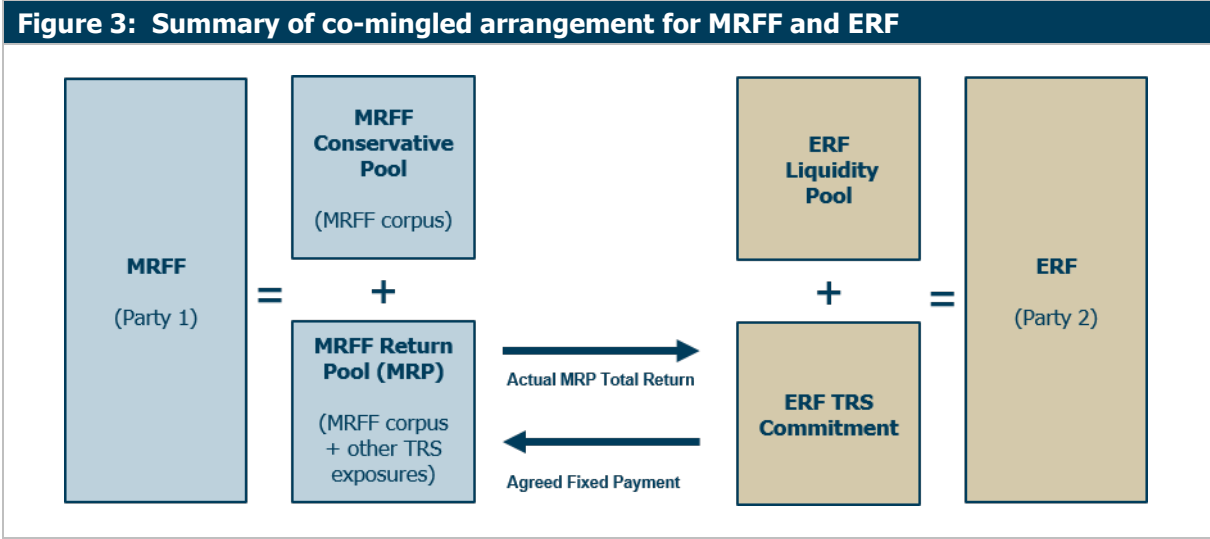 Figure 3:  Summary of co-mingled arrangement for MRFF and ERF
MRFF
(Party 1)
=
MRFF
Conservative
Pool
(MRFF corpus)
+
MRFF Return
Pool (MRP)
(MRFF corpus
+ other TRS
exposures)
Actual MRP Total Return
Agreed Fixed Payment
ERF
Liquidity
Pool
+
ERF TRS
Commitment
=
ERF
(Party 2)